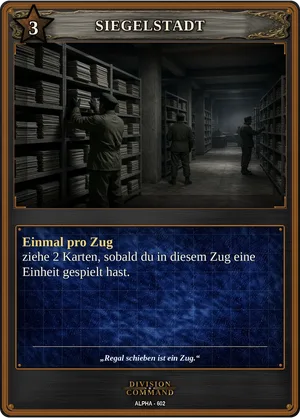 3
SIEGELSTADT
Einmal pro Zug
ziehe 2 Karten, sobald du in diesem Zug eine
Einheit gespielt hast.
„Regal schieben ist ein Zug.“
DIVISION
COMMAND
ALPHA - 602